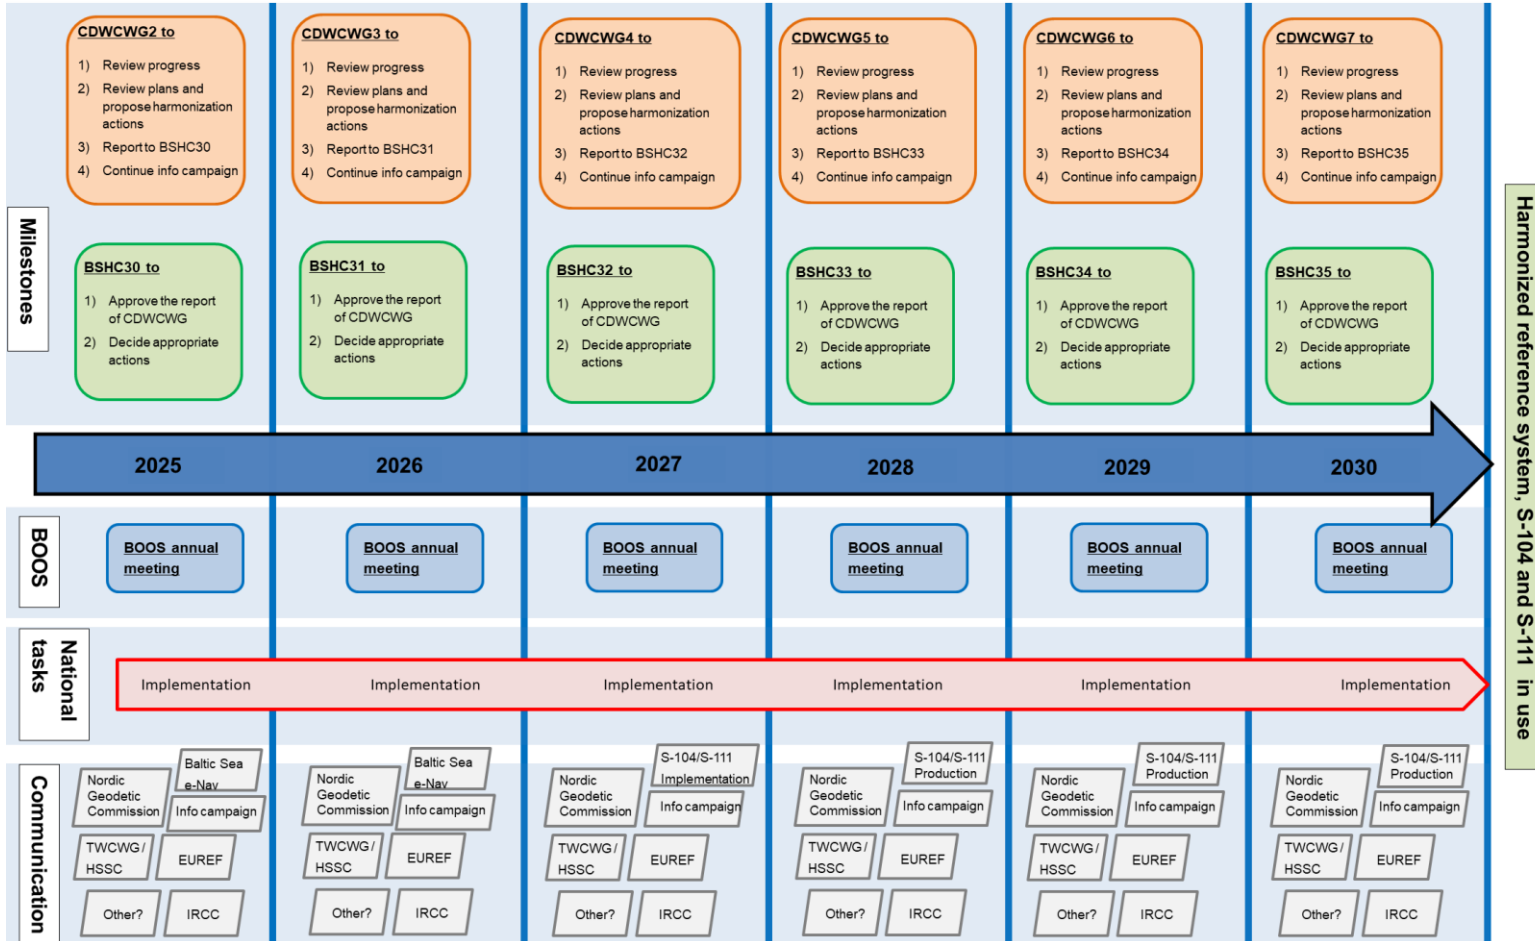 CDWCWG2 to
1) Review progress
2) Review plans and
propose harmonization
actions
3) Report to BSHC30
4) Continue info campaign
CDWCWG3 to
1) Review progress
2) Review plans and
propose harmonization
actions
3) Report to BSHC31
4) Continue info campaign
CDWCWG4 to
1) Review progress
2) Review plans and
propose harmonization
actions
3) Report to BSHC32
4) Continue info campaign
CDWCWG5 to
1) Review progress
2) Review plans and
propose harmonization
actions
3) Report to BSHC33
4) Continue info campaign
CDWCWG6 to
1) Review progress
2) Review plans and
propose harmonization
actions
3) Report to BSHC34
4) Continue info campaign
CDWCWG7 to
1) Review progress
2) Review plans and
propose harmonization
actions
3) Report to BSHC35
4) Continue info campaign
Milestones
BSHC30 to
1) Approve the report
of CDWCWG
2) Decide appropriate
actions
BSHC31 to
1) Approve the report
of CDWCWG
2) Decide appropriate
actions
BSHC32 to
1) Approve the report
of CDWCWG
2) Decide appropriate
actions
BSHC33 to
1) Approve the report
of CDWCWG
2) Decide appropriate
actions
BSHC34 to
1) Approve the report
of CDWCWG
2) Decide appropriate
actions
BSHC35 to
1) Approve the report
of CDWCWG
2) Decide appropriate
actions
2025
2026
2027
2028
2029
2030
BOOS
BOOS annual
meeting
BOOS annual
meeting
BOOS annual
meeting
BOOS annual
meeting
BOOS annual
meeting
BOOS annual
meeting
National
tasks
Implementation
Implementation
Implementation
Implementation
Implementation
Implementation
Communication
Nordic
Geodetic
Commission
Baltic Sea
e-Nav
Info campaign
TWCWG/
HSSC
EUREF
Other?
IRCC
Nordic
Geodetic
Commission
Baltic Sea
e-Nav
Info campaign
TWCWG/
HSSC
EUREF
Other?
IRCC
Nordic
Geodetic
Commission
S-104/S-111
Implementation
Info campaign
TWCWG/
HSSC
EUREF
Other?
IRCC
Nordic
Geodetic
Commission
S-104/S-111
Production
Info campaign
TWCWG/
HSSC
EUREF
Other?
IRCC
Nordic
Geodetic
Commission
S-104/S-111
Production
Info campaign
TWCWG/
HSSC
EUREF
Other?
IRCC
Nordic
Geodetic
Commission
S-104/S-111
Production
Info campaign
TWCWG/
HSSC
EUREF
Other?
IRCC
Harmonized reference system, S-104 and S-111 in use